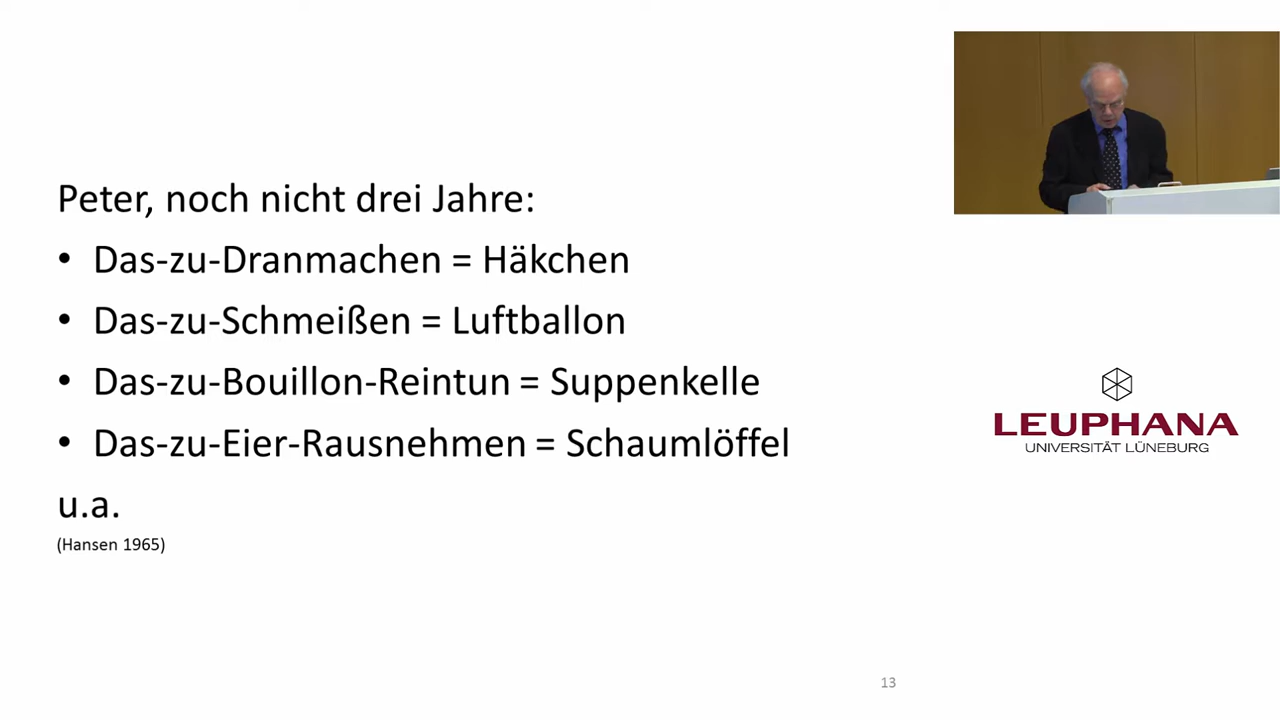 Peter, noch nicht drei Jahre:
• Das-zu-Dranmachen = Häkchen
• Das-zu-Schmeißen = Luftballon
• Das-zu-Bouillon-Reintun = Suppenkelle
• Das-zu-Eier-Rausnehmen = Schaumlöffel
u.a.
(Hansen 1965)
LEUPHANA
UNIVERSITÄT LÜNEBURG
13